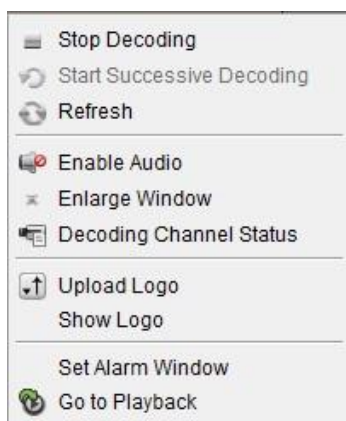 Stop Decoding
Start Successive Decoding
Refresh
Enable Audio
Enlarge Window
Decoding Channel Status
Upload Logo
Show Logo
Set Alarm Window
Go to Playback